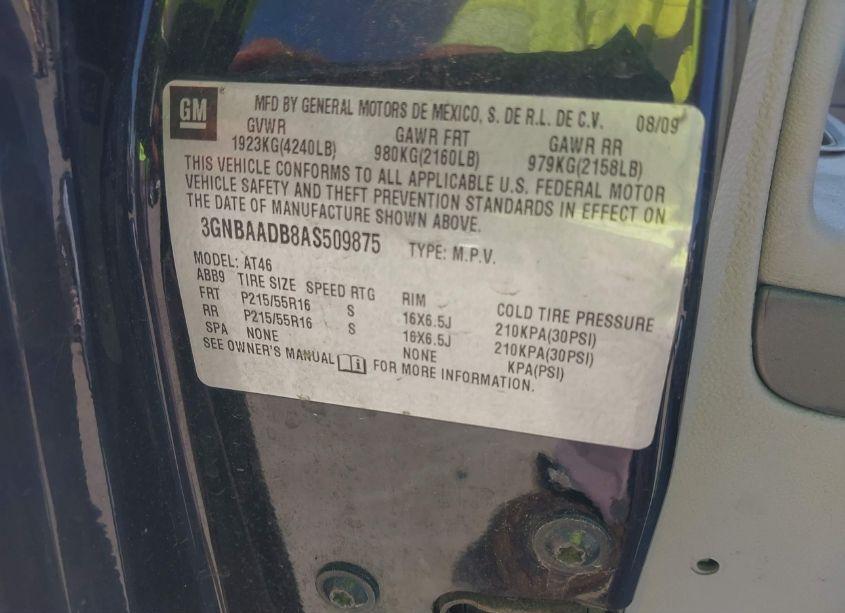 GM
MFD BY GENERAL MOTORS DE MEXICO, S. DE R.L. DE C.V. 08/09
GVWR GAWR FRT GAWR RR
1923KG(4240LB) 980KG(2160LB) 979KG(2158LB)
THIS VEHICLE CONFORMS TO ALL APPLICABLE U.S. FEDERAL MOTOR
VEHICLE SAFETY AND THEFT PREVENTION STANDARDS IN EFFECT ON
THE DATE OF MANUFACTURE SHOWN ABOVE.
3GNBAADB8AS509875 TYPE: M.P.V.
MODEL: AT46
ABB9 TIRE SIZE SPEED RTG RIM COLD TIRE PRESSURE
FRT P215/55R16 S 16X6.5J 210KPA(30PSI)
RR P215/55R16 S 16X6.5J 210KPA(30PSI)
SPA NONE NONE KPA(PSI)
SEE OWNER'S MANUAL FOR MORE INFORMATION.